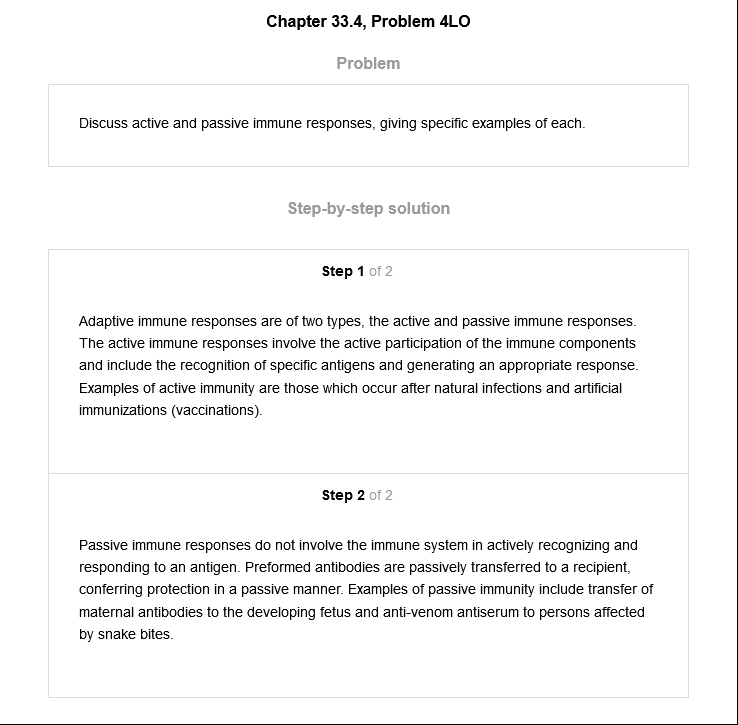 Chapter 33.4, Problem 4LO
Problem
Discuss active and passive immune responses, giving specific examples of each.
Step-by-step solution
Step 1 of 2
Adaptive immune responses are of two types, the active and passive immune responses.
The active immune responses involve the active participation of the immune components
and include the recognition of specific antigens and generating an appropriate response.
Examples of active immunity are those which occur after natural infections and artificial
immunizations (vaccinations).
Step 2 of 2
Passive immune responses do not involve the immune system in actively recognizing and
responding to an antigen. Preformed antibodies are passively transferred to a recipient,
conferring protection in a passive manner. Examples of passive immunity include transfer of
maternal antibodies to the developing fetus and anti-venom antiserum to persons affected
by snake bites.